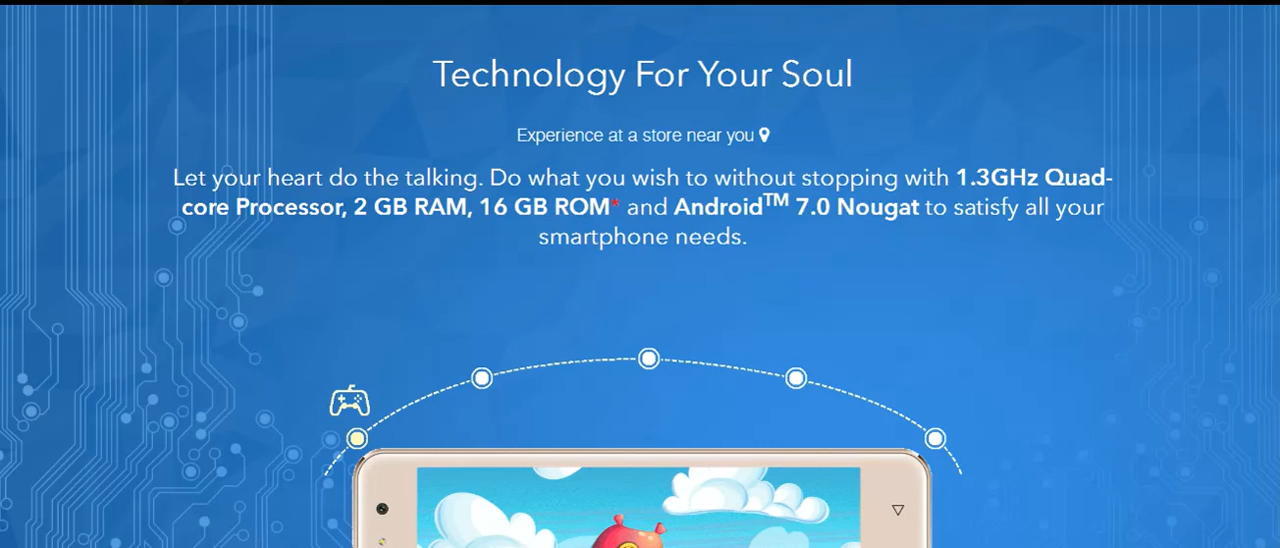 Technology For Your Soul
Experience at a store near you
Let your heart do the talking. Do what you wish to without stopping with 1.3GHz Quad-
core Processor, 2 GB RAM, 16 GB ROM* and Android™ 7.0 Nougat to satisfy all your
smartphone needs.